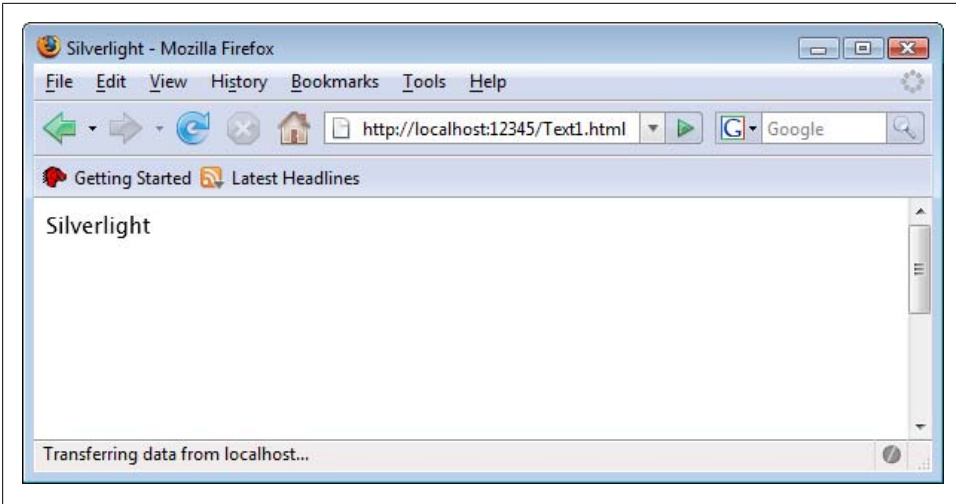 Silverlight - Mozilla Firefox
File Edit View History Bookmarks Tools Help
http://localhost:12345/Text1.html G Google
Getting Started Latest Headlines
Silverlight
Transferring data from localhost...